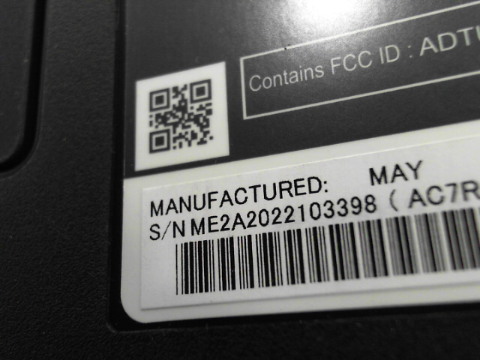 Contains FCC ID : ADT
MANUFACTURED: MAY
S/N ME2A2022103398 ( AC7R